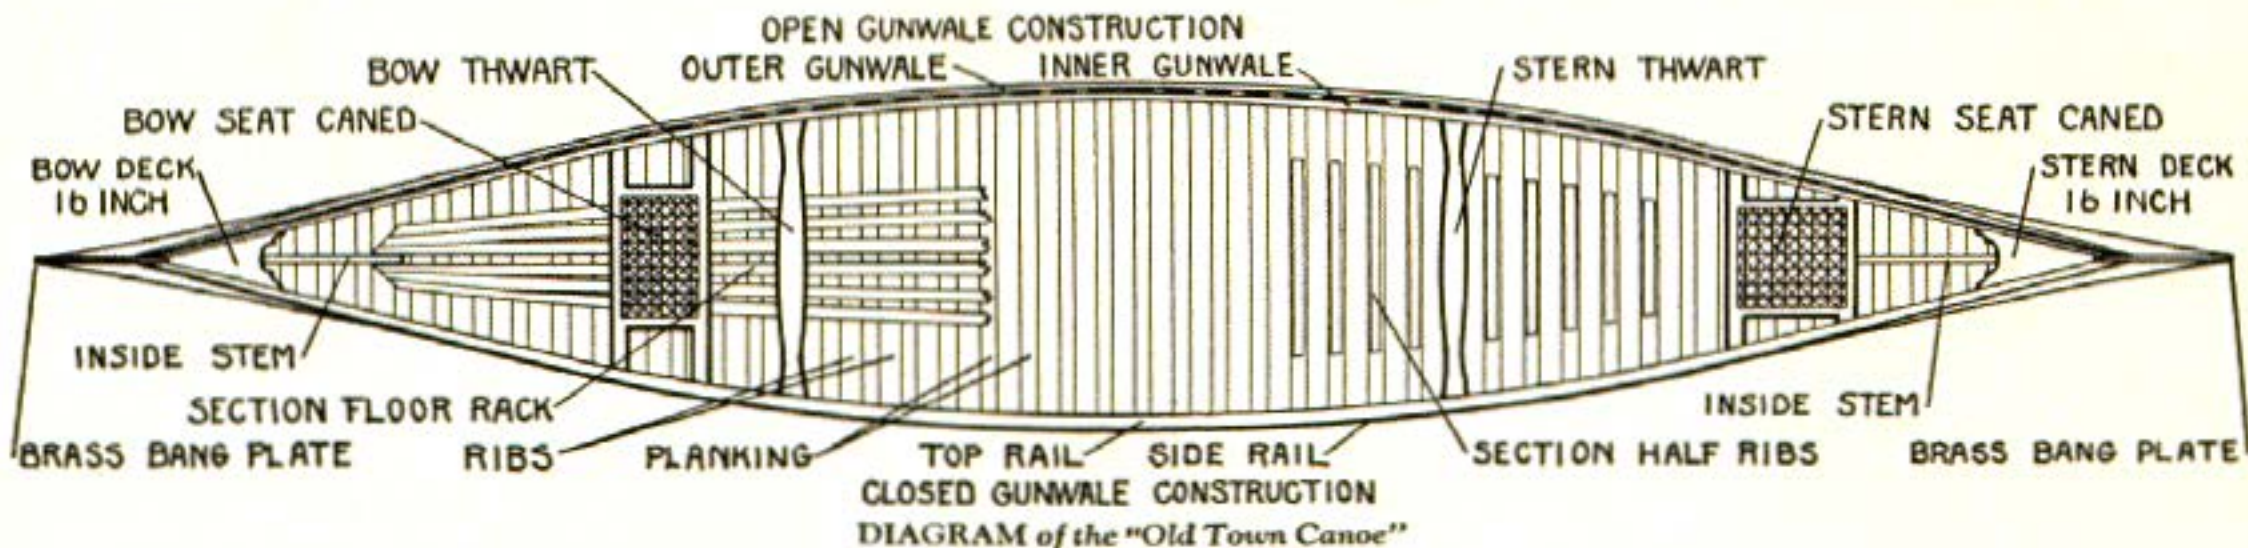 OPEN GUNWALE CONSTRUCTION
BOW THWART
OUTER GUNWALE
INNER GUNWALE
STERN THWART
BOW SEAT CANED
STERN SEAT CANED
BOW DECK
16 INCH
STERN DECK
16 INCH
INSIDE STEM
SECTION FLOOR RACK
INSIDE STEM
BRASS BANG PLATE
RIBS
PLANKING
TOP RAIL
SIDE RAIL
SECTION HALF RIBS
BRASS BANG PLATE
CLOSED GUNWALE CONSTRUCTION
DIAGRAM of the "Old Town Canoe"